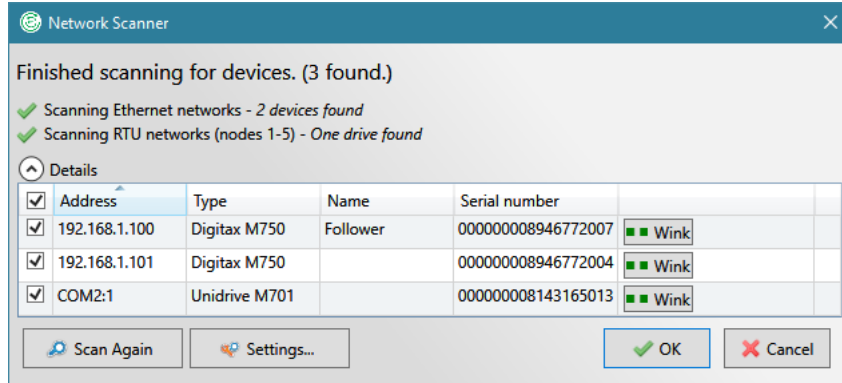 Network Scanner
Finished scanning for devices. (3 found.)
Scanning Ethernet networks - 2 devices found
Scanning RTU networks (nodes 1-5) - One drive found
Details
Address Type Name Serial number
192.168.1.100 Digitax M750 Follower 000000008946772007 Wink
192.168.1.101 Digitax M750 000000008946772004 Wink
COM2:1 Unidrive M701 000000008143165013 Wink
Scan Again Settings... OK Cancel